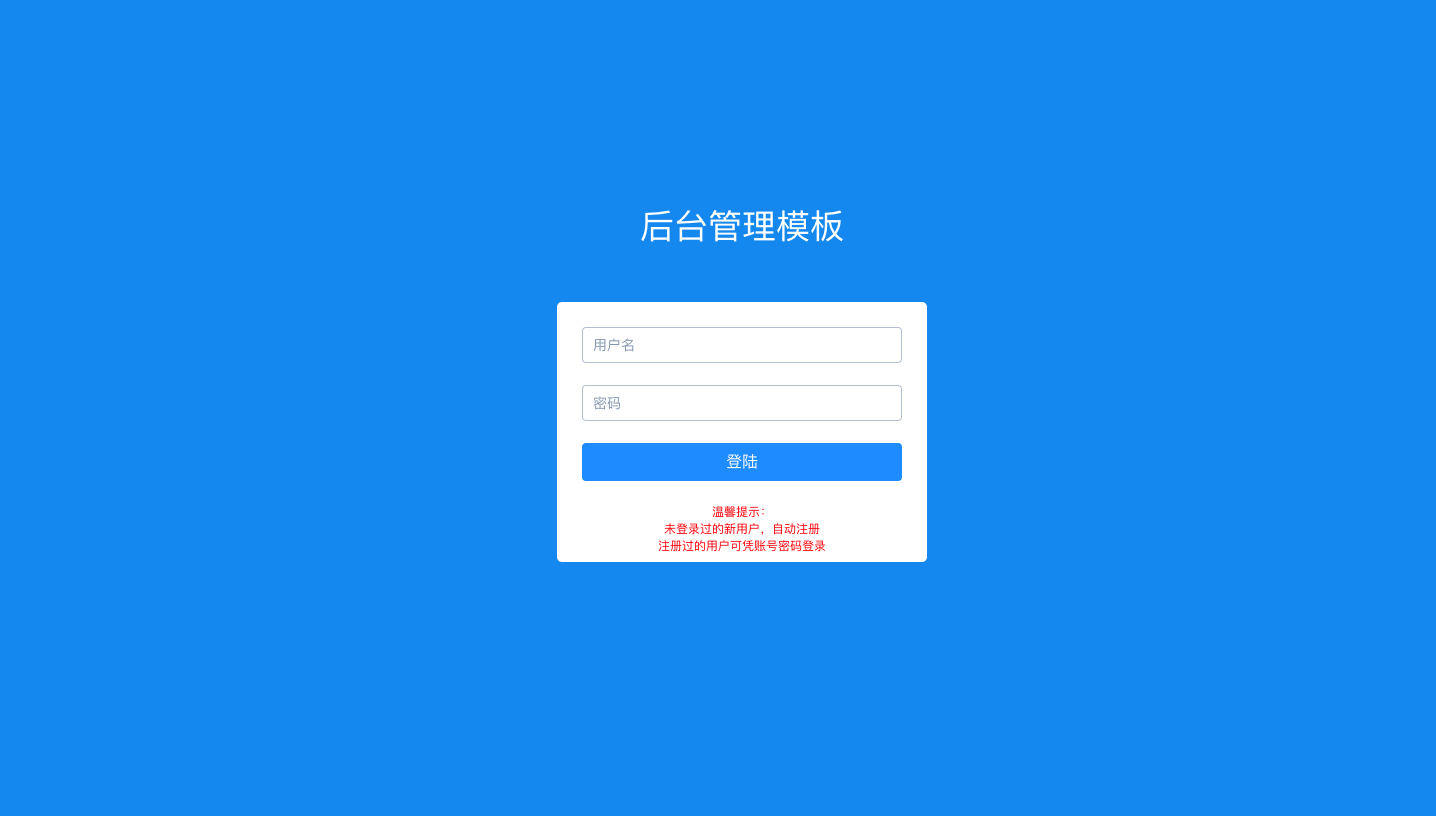 后台管理模板
用户名
密码
登陆
温馨提示：
未登录过的新用户，自动注册
注册过的用户可凭账号密码登录